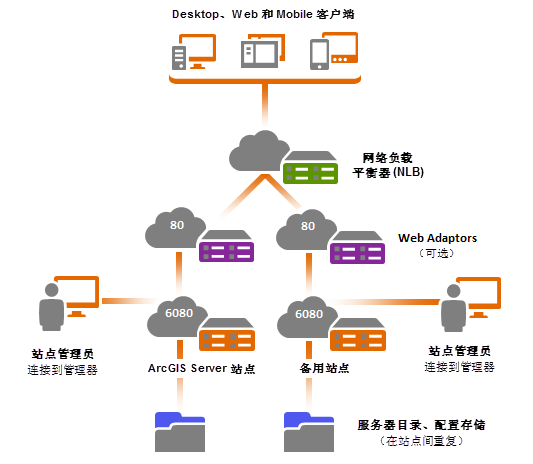 Desktop、Web 和 Mobile 客户端
网络负载
平衡器 (NLB)
80
80
Web Adaptors
（可选）
6080
6080
站点管理员
连接到管理器
ArcGIS Server 站点
备用站点
站点管理员
连接到管理器
服务器目录、配置存储
（在站点间重复）